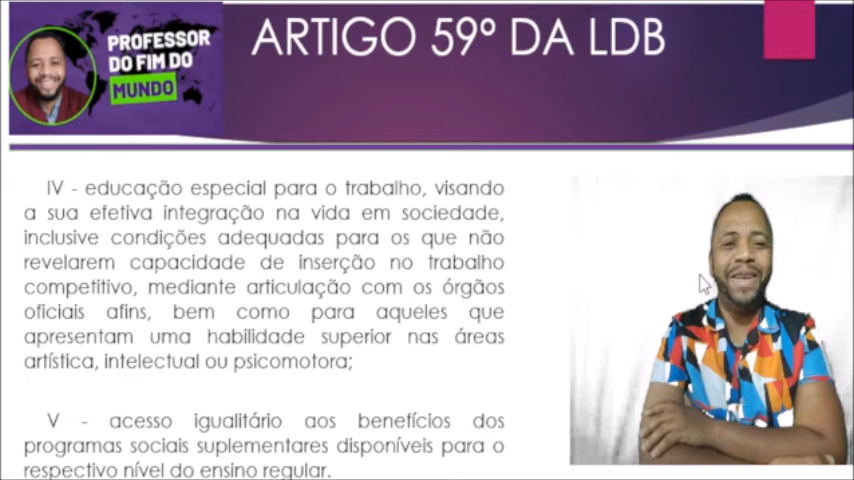 PROFESSOR
DO FIM DO
MUNDO
ARTIGO 59º DA LDB
IV - educação especial para o trabalho, visando
a sua efetiva integração na vida em sociedade,
inclusive condições adequadas para os que não
revelarem capacidade de inserção no trabalho
competitivo, mediante articulação com os órgãos
oficiais afins, bem como para aqueles que
apresentam uma habilidade superior nas áreas
artística, intelectual ou psicomotora;
V - acesso igualitário aos benefícios dos
programas sociais suplementares disponíveis para o
respectivo nível do ensino regular.